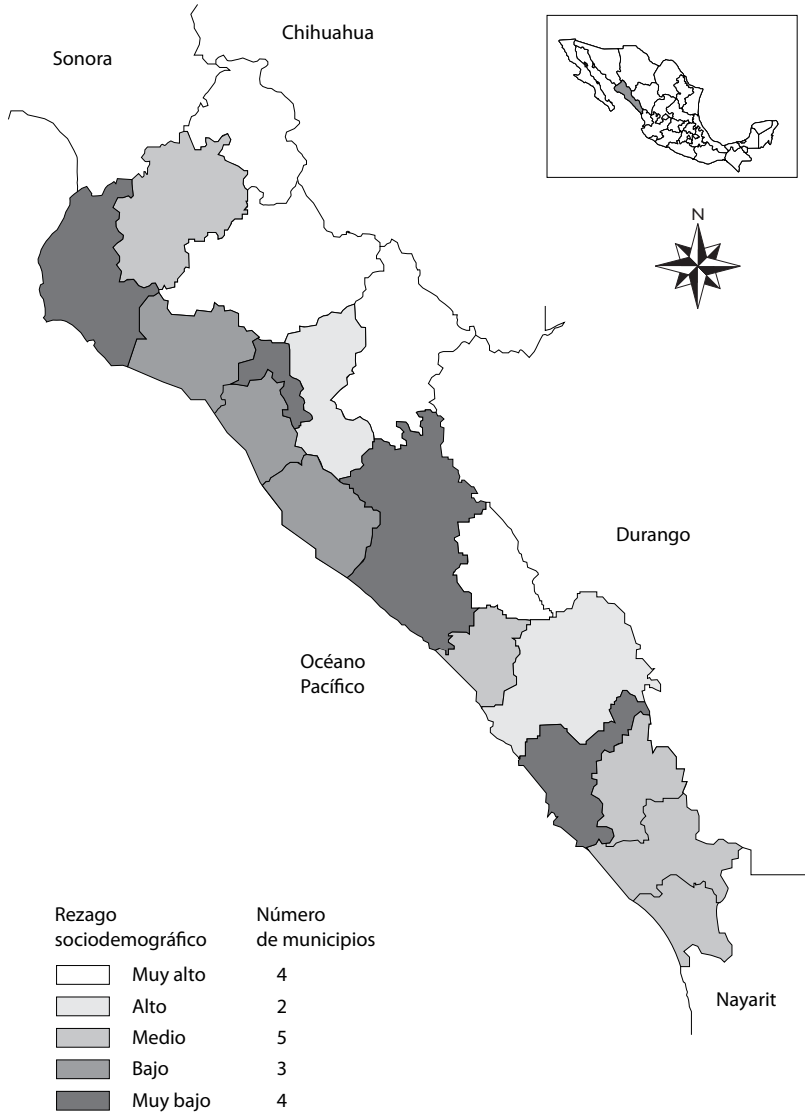 Chihuahua
Sonora
N
Durango
Océano
Pacífico
Rezago
sociodemográfico
Número
de municipios
Muy alto 4
Alto 2
Medio 5
Bajo 3
Muy bajo 4
Nayarit